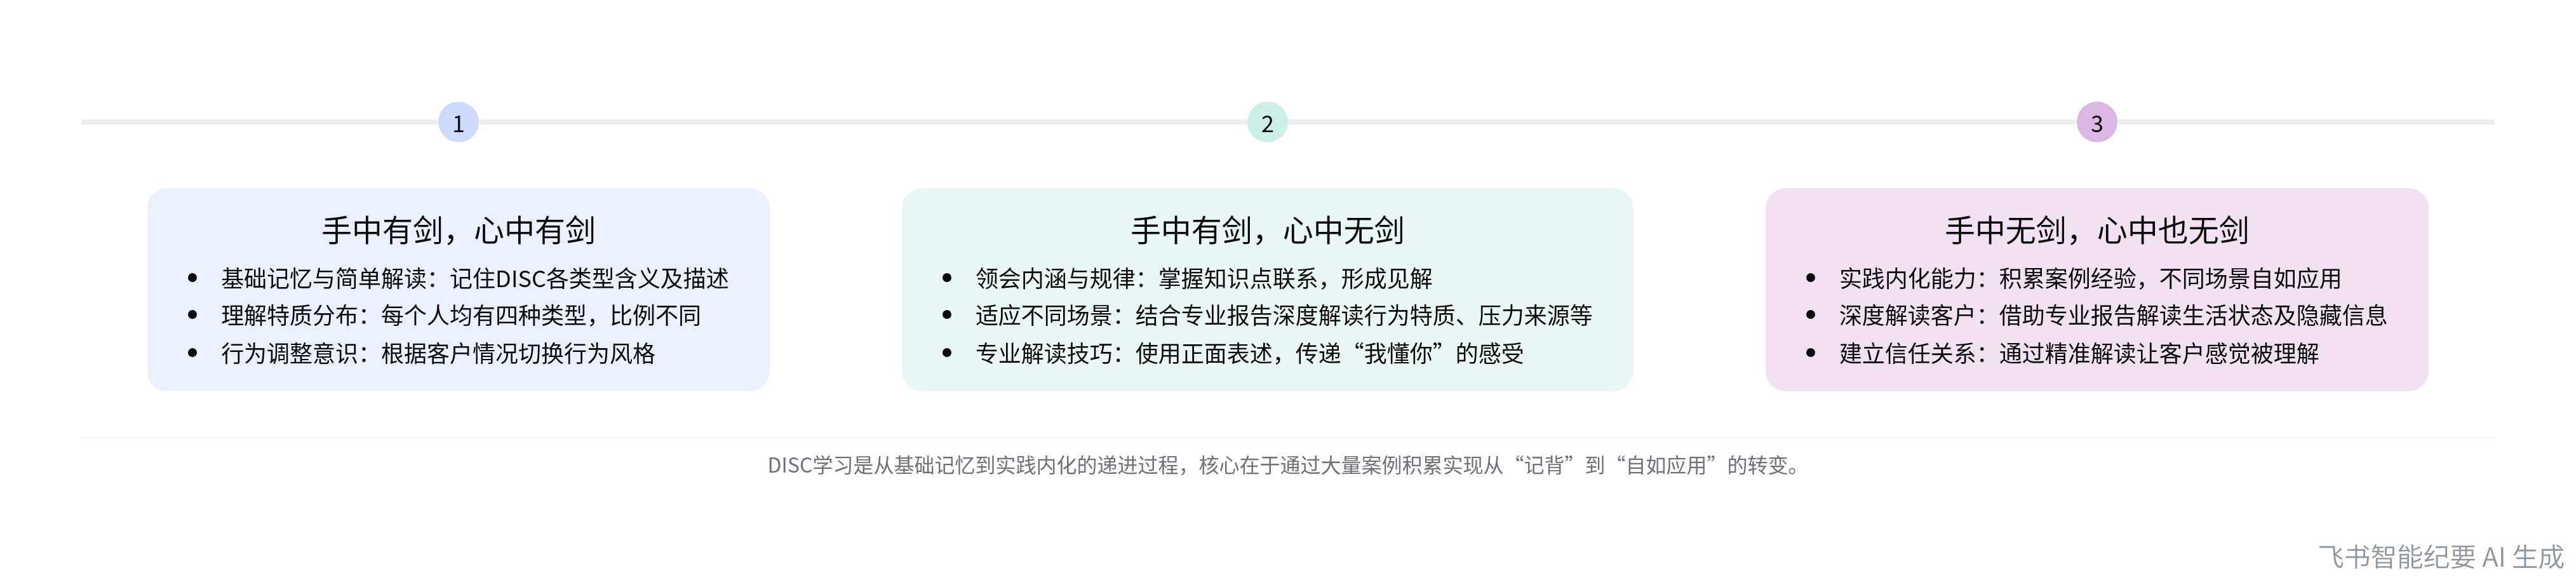 1
2
3
手中有剑，心中有剑
• 基础记忆与简单解读：记住DISC各类型含义及描述
• 理解特质分布：每个人均有四种类型，比例不同
• 行为调整意识：根据客户情况切换行为风格
手中有剑，心中无剑
• 领会内涵与规律：掌握知识点联系，形成见解
• 适应不同场景：结合专业报告深度解读行为特质、压力来源等
• 专业解读技巧：使用正面表述，传递“我懂你”的感受
手中无剑，心中也无剑
• 实践内化能力：积累案例经验，不同场景自如应用
• 深度解读客户：借助专业报告解读生活状态及隐藏信息
• 建立信任关系：通过精准解读让客户感觉被理解
DISC学习是从基础记忆到实践内化的递进过程，核心在于通过大量案例积累实现从“记背”到“自如应用”的转变。
飞书智能纪要 AI 生成